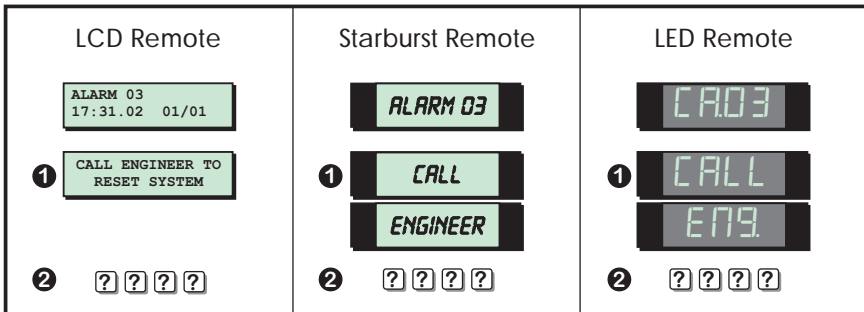 LCD Remote
ALARM 03
17:31.02 01/01
1 CALL ENGINEER TO
RESET SYSTEM
2 ? ? ? ?
Starburst Remote
ALARM 03
1 CALL
ENGINEER
2 ? ? ? ?
LED Remote
CA.03
1 CALL
ENG.
2 ? ? ? ?